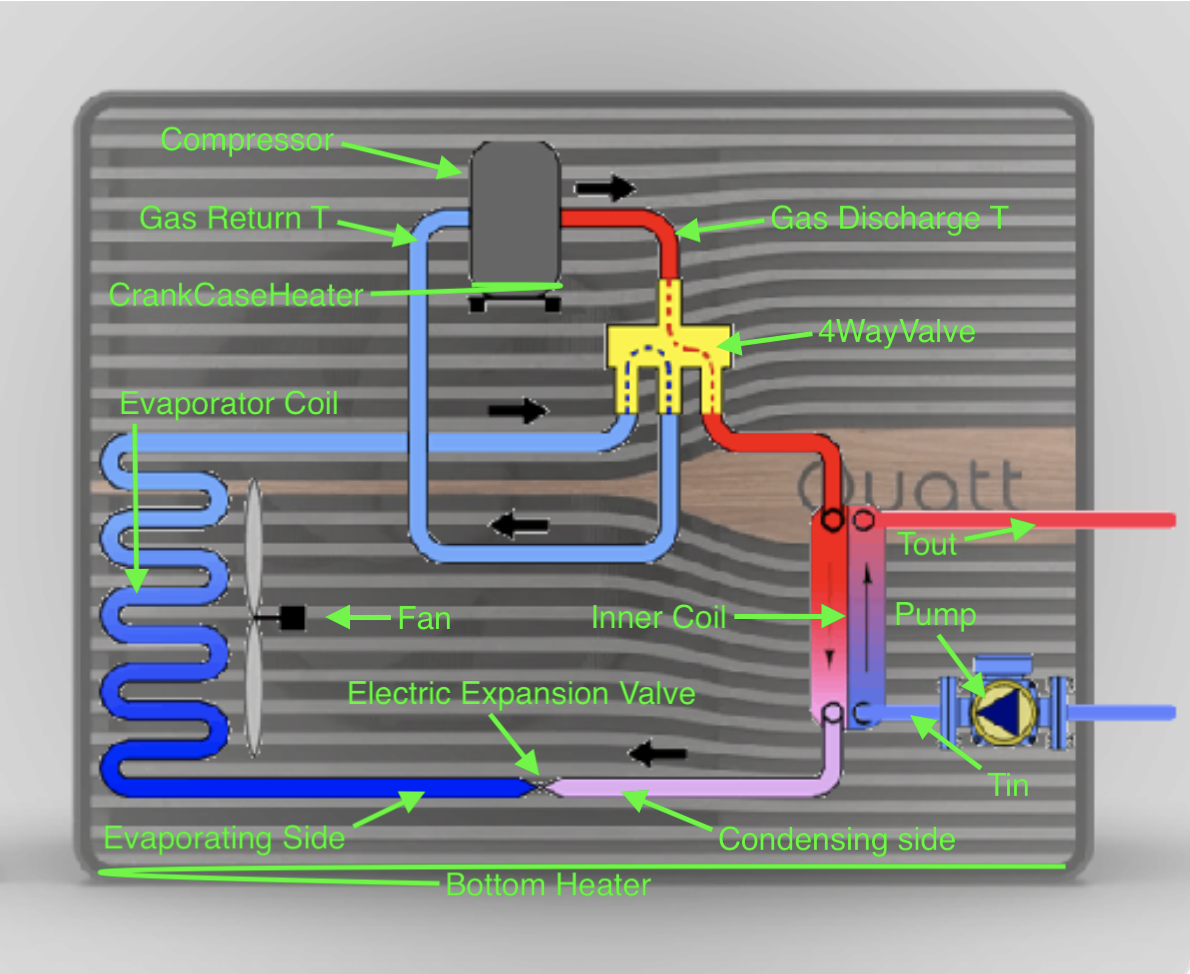 Compressor
Gas Return T
Gas Discharge T
CrankCaseHeater
4WayValve
Evaporator Coil
Quatt
Tout
Fan
Inner Coil
Pump
Electric Expansion Valve
Tin
Evaporating Side
Condensing side
Bottom Heater